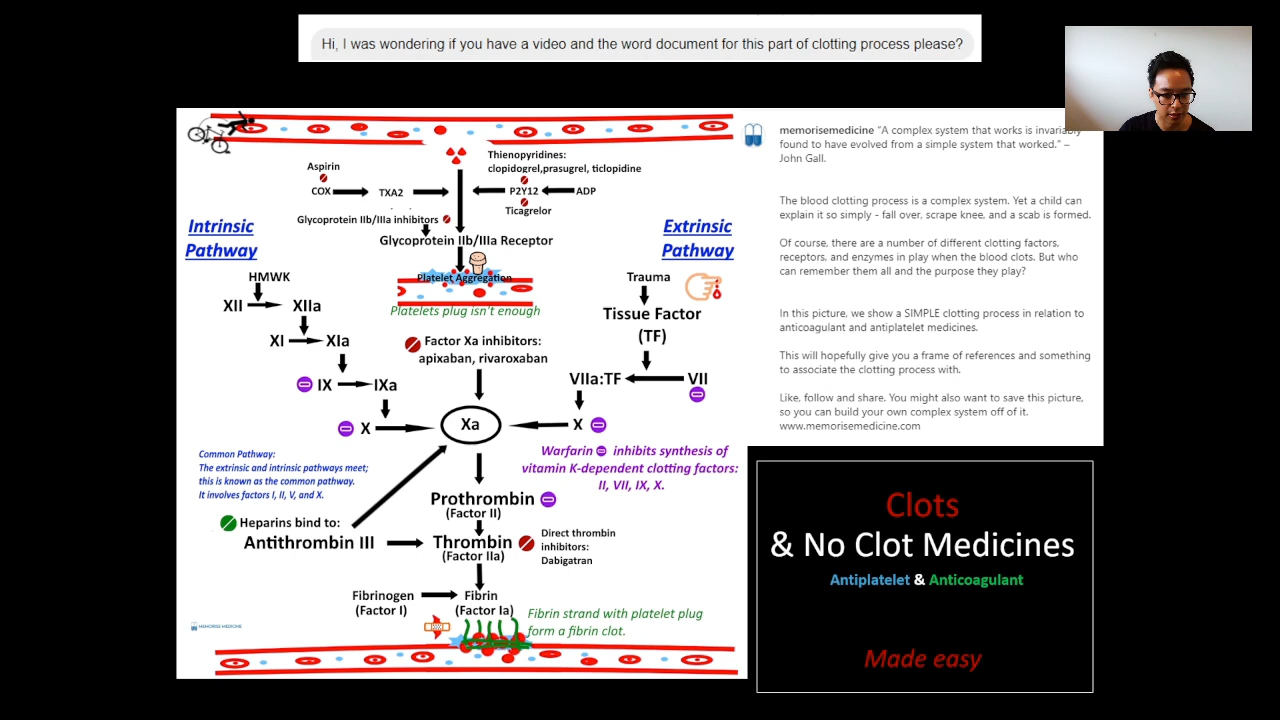 Hi, I was wondering if you have a video and the word document for this part of clotting process please?
memorisemedicine "A complex system that works is invariably
found to have evolved from a simple system that worked." –
John Gall.
The blood clotting process is a complex system. Yet a child can
explain it so simply - fall over, scrape knee, and a scab is formed.
Of course, there are a number of different clotting factors,
receptors, and enzymes in play when the blood clots. But who
can remember them all and the purpose they play?
In this picture, we show a SIMPLE clotting process in relation to
anticoagulant and antiplatelet medicines.
This will hopefully give you a frame of references and something
to associate the clotting process with.
Like, follow and share. You might also want to save this picture,
so you can build your own complex system off of it.
www.memorisemedicine.com
Aspirin
COX
TXA2
Thienopyridines:
clopidogrel,prasugrel, ticlopidine
P2Y12
ADP
Ticagrelor
Glycoprotein IIb/IIIa inhibitors
Glycoprotein IIb/IIIa Receptor
Platelet Aggregation
Platelets plug isn't enough
Intrinsic
Pathway
HMWK
XII
XIIa
XI
XIa
IX
IXa
X
Extrinsic
Pathway
Trauma
Tissue Factor
(TF)
VIIa:TF
VII
X
Factor Xa inhibitors:
apixaban, rivaroxaban
Xa
Warfarin inhibits synthesis of
vitamin K-dependent clotting factors:
II, VII, IX, X.
Common Pathway:
The extrinsic and intrinsic pathways meet;
this is known as the common pathway.
It involves factors I, II, V, and X.
Prothrombin
(Factor II)
Heparins bind to:
Antithrombin III
Thrombin
(Factor IIa)
Direct thrombin
inhibitors:
Dabigatran
Fibrinogen
(Factor I)
Fibrin
(Factor Ia)
Fibrin strand with platelet plug
form a fibrin clot.
MEMORISE MEDICINE
Clots
& No Clot Medicines
Antiplatelet & Anticoagulant
Made easy